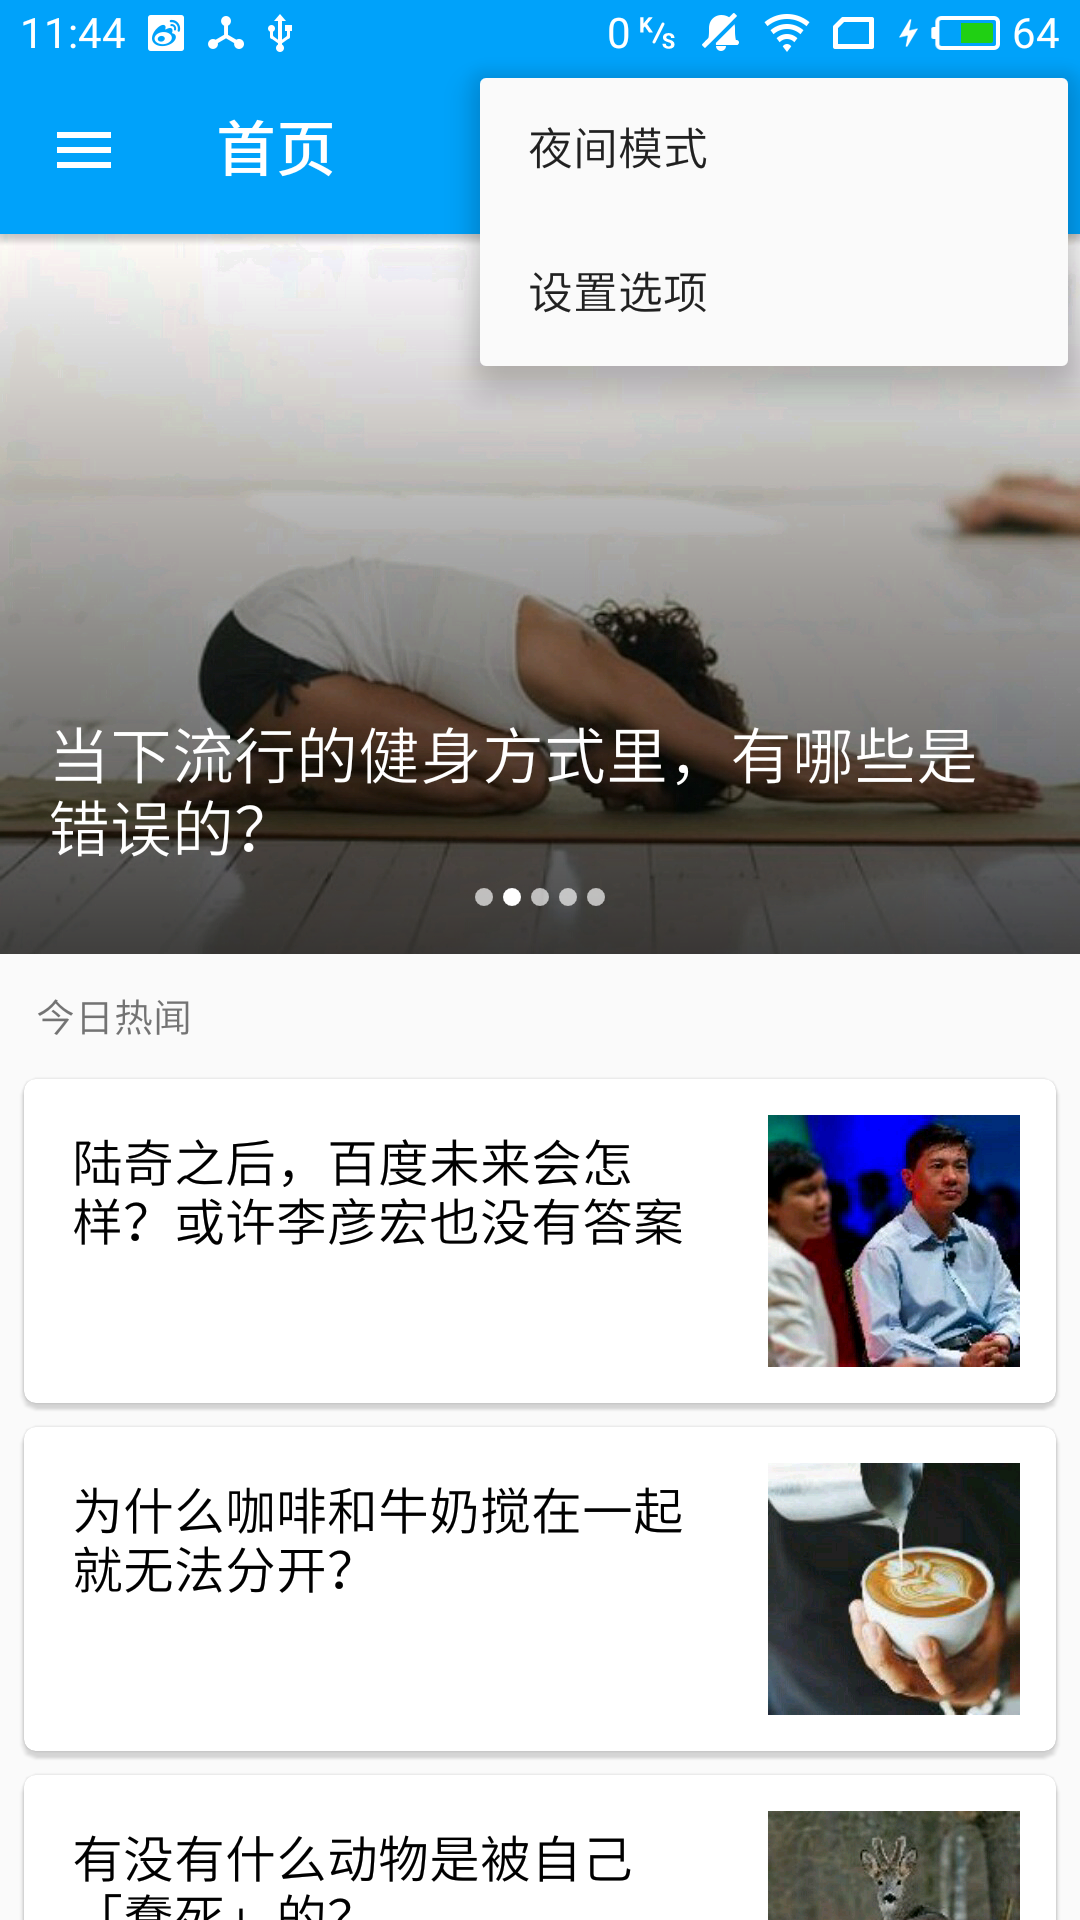 11:44
0 K/s
64
首页
夜间模式
设置选项
当下流行的健身方式里，有哪些是
错误的？
今日热闻
陆奇之后，百度未来会怎
样？或许李彦宏也没有答案
为什么咖啡和牛奶搅在一起
就无法分开？
有没有什么动物是被自己
「蠢死」的？